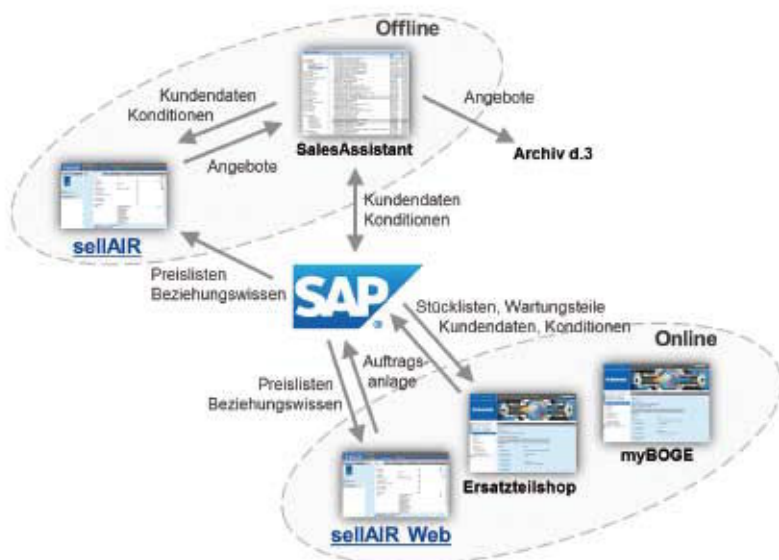 Offline
Kundendaten
Konditionen
Angebote
SalesAssistant
Angebote
Archiv d.3
sellAIR
Kundendaten
Konditionen
Preislisten
Beziehungswissen
SAP®
Stücklisten, Wartungsteile
Kundendaten, Konditionen
Online
Auftrags-
anlage
Preislisten
Beziehungswissen
Ersatzteilshop
myBOGE
sellAIR Web